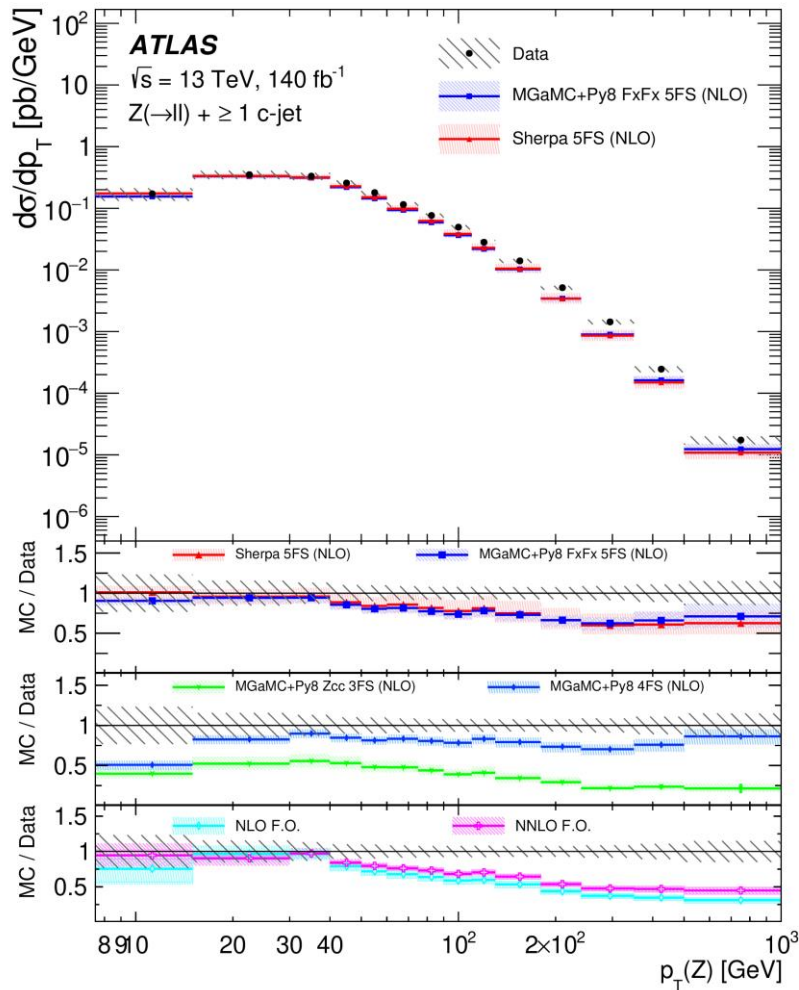 ATLAS
√s = 13 TeV, 140 fb⁻¹
Z(→ll) + ≥ 1 c-jet
Data
MGaMC+Py8 FxFx 5FS (NLO)
Sherpa 5FS (NLO)
dσ/dp_T [pb/GeV]
10²
10
1
10⁻¹
10⁻²
10⁻³
10⁻⁴
10⁻⁵
10⁻⁶
MC / Data
1.5
1
0.5
Sherpa 5FS (NLO)
MGaMC+Py8 FxFx 5FS (NLO)
MC / Data
1.5
1
0.5
MGaMC+Py8 Zcc 3FS (NLO)
MGaMC+Py8 4FS (NLO)
MC / Data
1.5
1
0.5
NLO F.O.
NNLO F.O.
8 9 10 20 30 40 10² 2×10² 10³
p_T(Z) [GeV]